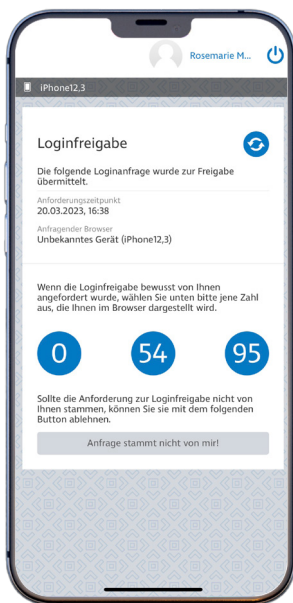 Rosemarie M...
iPhone12,3
Loginfreigabe
Die folgende Loginanfrage wurde zur Freigabe
übermittelt.
Anforderungszeitpunkt
20.03.2023, 16:38
Anfragender Browser
Unbekanntes Gerät (iPhone12,3)
Wenn die Loginfreigabe bewusst von Ihnen
angefordert wurde, wählen Sie unten bitte jene Zahl
aus, die Ihnen im Browser dargestellt wird.
0 54 95
Sollte die Anforderung zur Loginfreigabe nicht von
Ihnen stammen, können Sie sie mit dem folgenden
Button ablehnen.
Anfrage stammt nicht von mir!